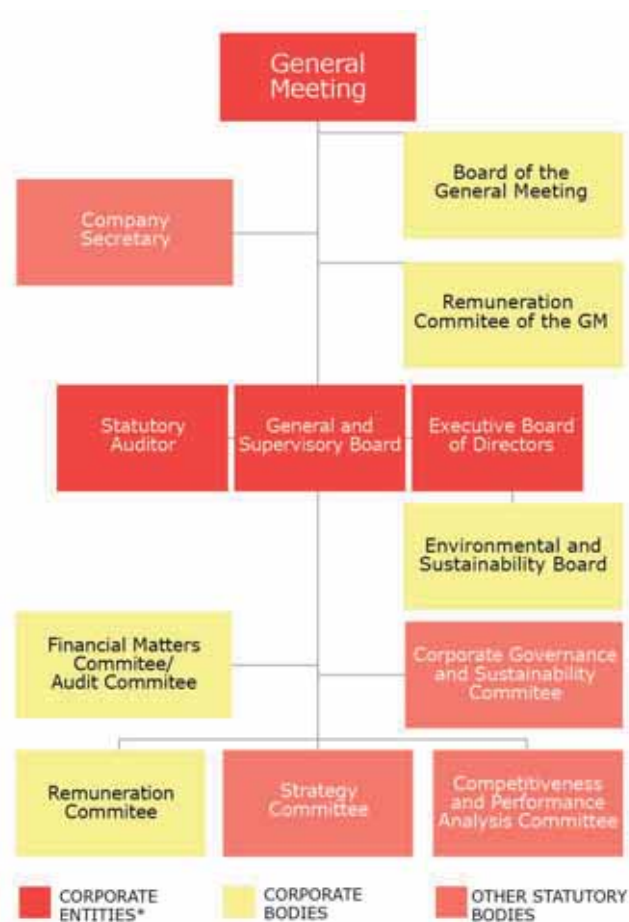 General
Meeting
Board of the
General Meeting
Company
Secretary
Remuneration
Commitee of the GM
Statutory
Auditor
General and
Supervisory Board
Executive Board
of Directors
Environmental and
Sustainability Board
Financial Matters
Commitee/
Audit Commitee
Corporate Governance
and Sustainability
Commitee
Remuneration
Commitee
Strategy
Committee
Competitiveness
and Performance
Analysis Committee
CORPORATE
ENTITIES*
CORPORATE
BODIES
OTHER STATUTORY
BODIES